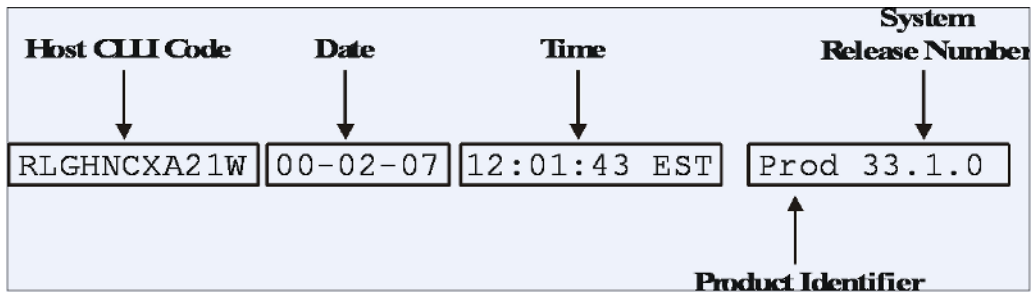 System
Host CLLI Code Date Time Release Number
RLGHNCXA21W 00-02-07 12:01:43 EST Prod 33.1.0
Product Identifier